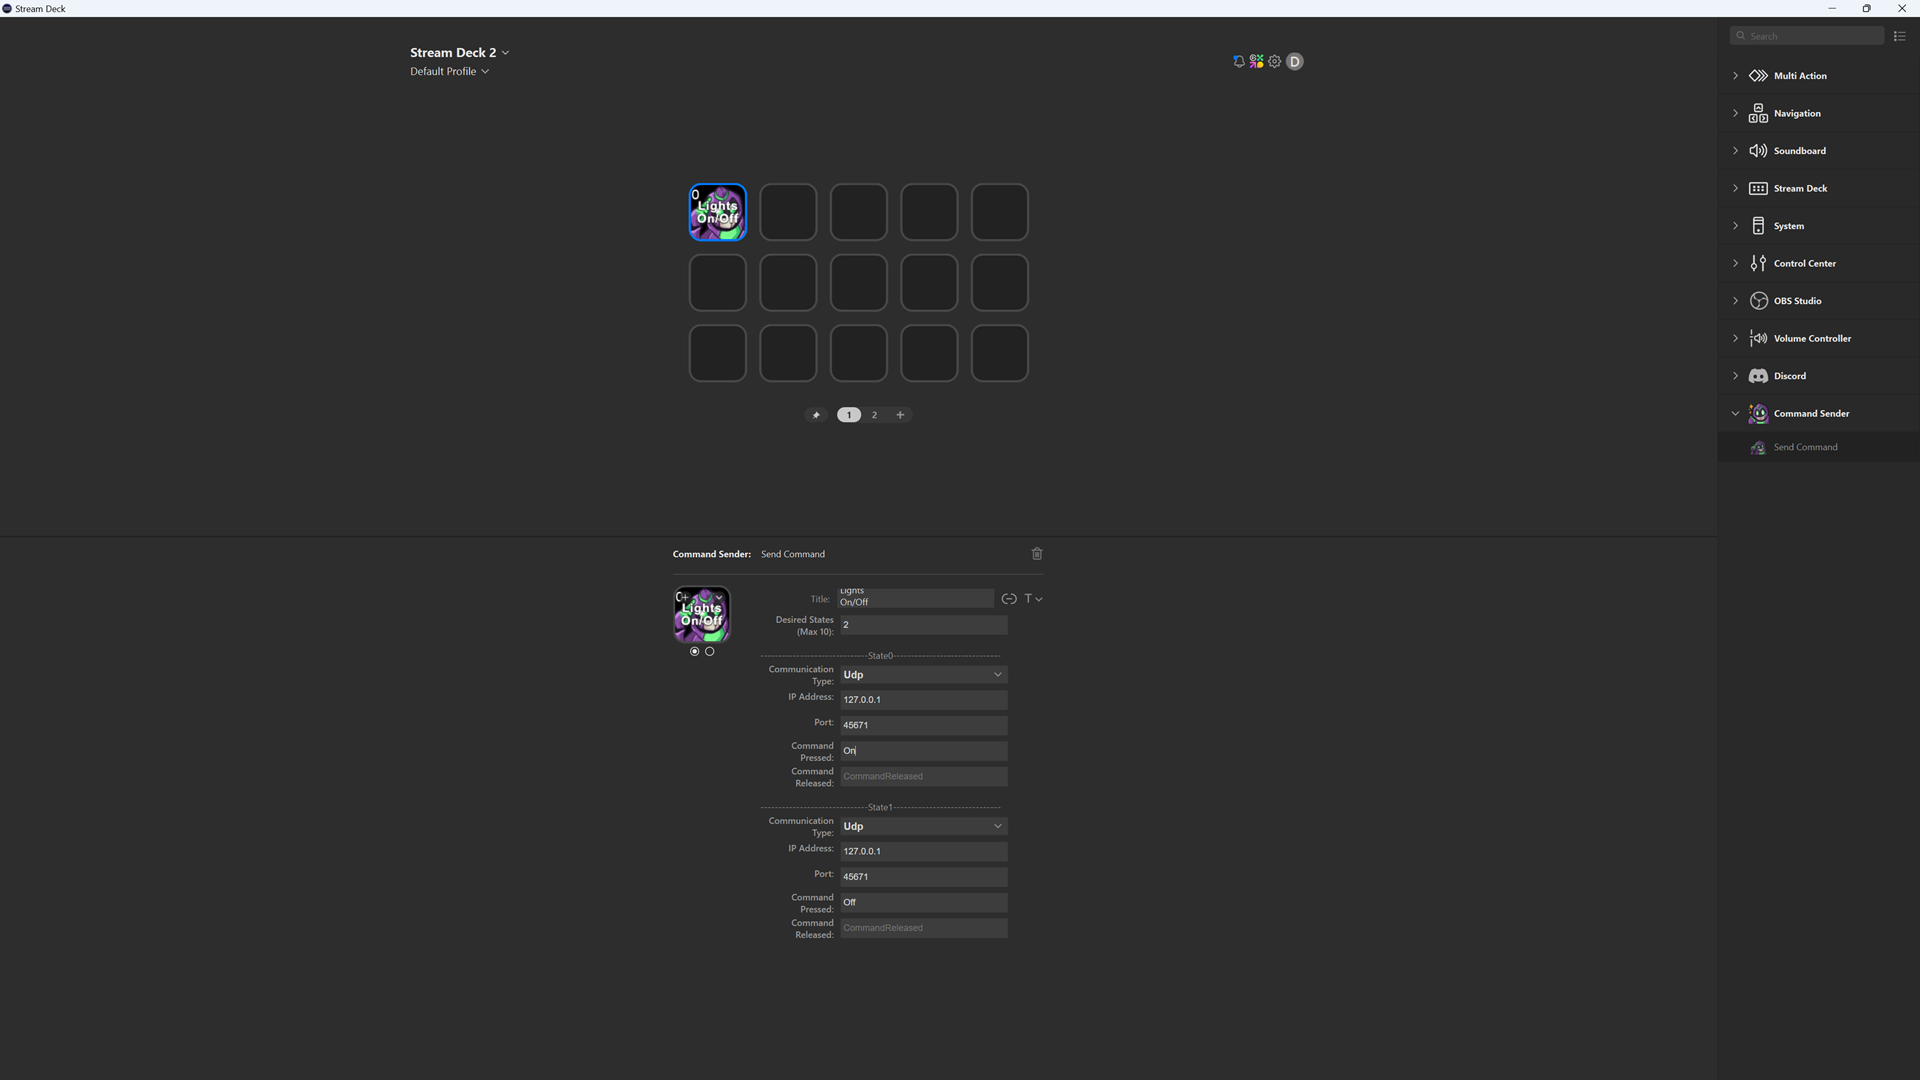 Stream Deck
Stream Deck 2
Default Profile
D
Search
Multi Action
Navigation
Soundboard
Stream Deck
System
Control Center
OBS Studio
Volume Controller
Discord
Command Sender
Send Command
0
Lights
On/Off
1 2 +
Command Sender: Send Command
Lights
On/Off
Title: Lights
On/Off
T
Desired States
(Max 10): 2
State0
Communication
Type: Udp
IP Address: 127.0.0.1
Port: 45671
Command
Pressed: On
Command
Released: CommandReleased
State1
Communication
Type: Udp
IP Address: 127.0.0.1
Port: 45671
Command
Pressed: Off
Command
Released: CommandReleased